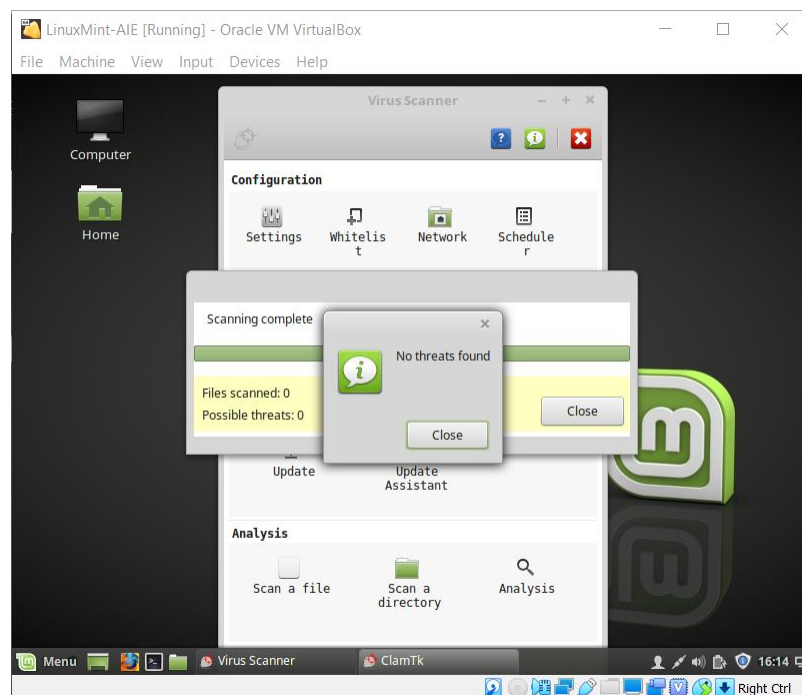 LinuxMint-AIE [Running] - Oracle VM VirtualBox
File Machine View Input Devices Help
Virus Scanner
Computer
Home
Configuration
Settings
Whitelis
t
Network
Schedule
r
Scanning complete
No threats found
Files scanned: 0
Possible threats: 0
Close
Close
Update
Update
Assistant
Analysis
Scan a file
Scan a
directory
Analysis
Menu
Virus Scanner
ClamTk
16:14
Right Ctrl